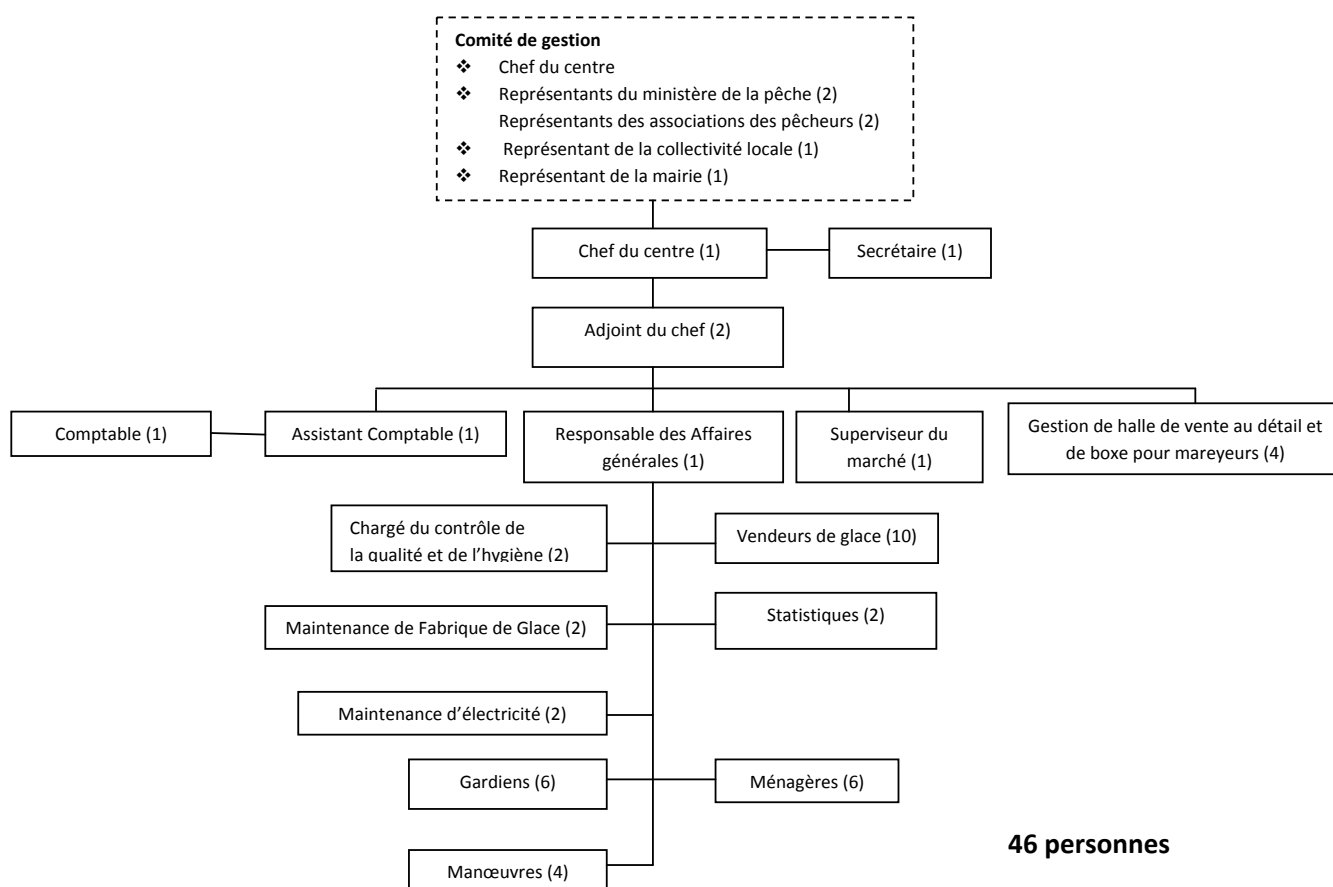 Comité de gestion
❖ Chef du centre
❖ Représentants du ministère de la pêche (2)
Représentants des associations des pêcheurs (2)
❖ Représentant de la collectivité locale (1)
❖ Représentant de la mairie (1)
Chef du centre (1)
Secrétaire (1)
Adjoint du chef (2)
Comptable (1)
Assistant Comptable (1)
Responsable des Affaires
générales (1)
Superviseur du
marché (1)
Gestion de halle de vente au détail et
de boxe pour mareyeurs (4)
Chargé du contrôle de
la qualité et de l’hygiène (2)
Vendeurs de glace (10)
Maintenance de Fabrique de Glace (2)
Statistiques (2)
Maintenance d’électricité (2)
Gardiens (6)
Ménagères (6)
Manœuvres (4)
46 personnes